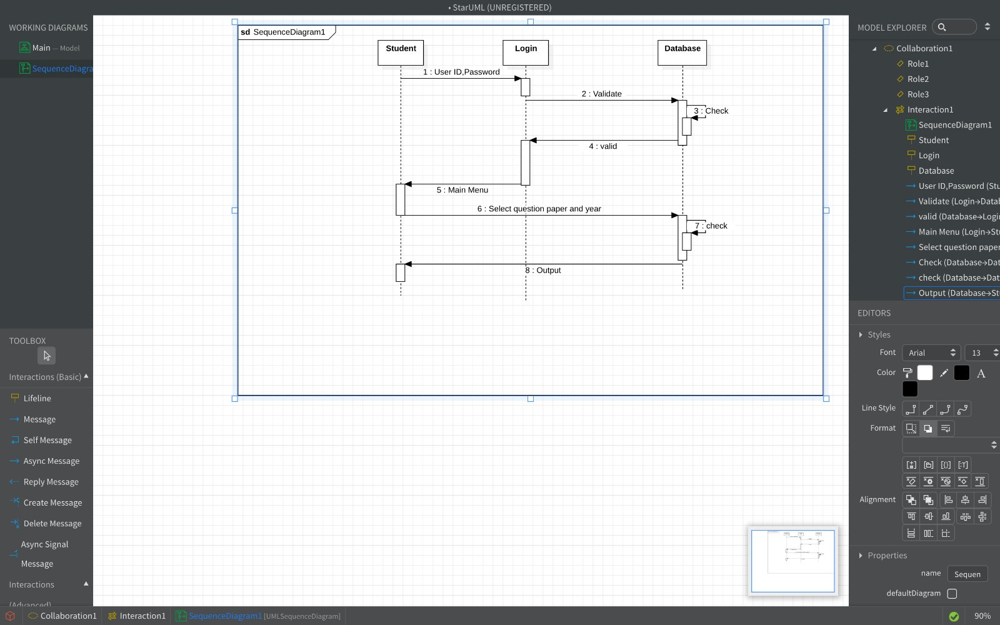 • StarUML (UNREGISTERED)
WORKING DIAGRAMS
Main — Model
SequenceDiagra
TOOLBOX
Interactions (Basic)
Lifeline
Message
Self Message
Async Message
Reply Message
Create Message
Delete Message
Async Signal
Message
Interactions
(Advanced)
sd SequenceDiagram1
Student
Login
Database
1 : User ID,Password
2 : Validate
3 : Check
4 : valid
5 : Main Menu
6 : Select question paper and year
7 : check
8 : Output
MODEL EXPLORER
Collaboration1
Role1
Role2
Role3
Interaction1
SequenceDiagram1
Student
Login
Database
User ID,Password (Stu
Validate (Login→Datab
valid (Database→Logi
Main Menu (Login→St
Select question paper
Check (Database→Dat
check (Database→Dat
Output (Database→St
EDITORS
Styles
Font Arial 13
Color A
Line Style
Format
Alignment
Properties
name Sequen
defaultDiagram
Collaboration1 Interaction1 SequenceDiagram1 [UMLSequenceDiagram] 90%